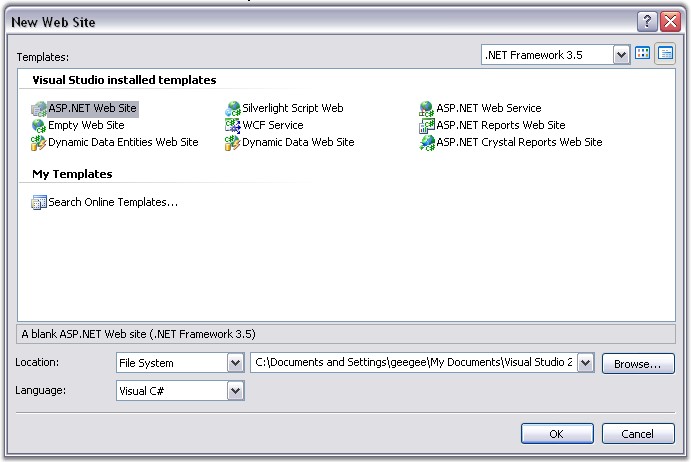 New Web Site
Templates:
.NET Framework 3.5
Visual Studio installed templates
ASP.NET Web Site
Silverlight Script Web
ASP.NET Web Service
Empty Web Site
WCF Service
ASP.NET Reports Web Site
Dynamic Data Entities Web Site
Dynamic Data Web Site
ASP.NET Crystal Reports Web Site
My Templates
Search Online Templates...
A blank ASP.NET Web site (.NET Framework 3.5)
Location:
File System
C:\Documents and Settings\geegee\My Documents\Visual Studio 2
Browse...
Language:
Visual C#
OK
Cancel